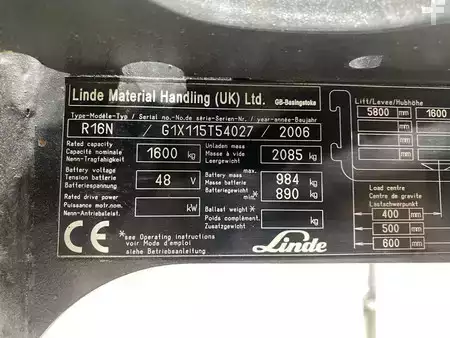 Linde Material Handling (UK) Ltd. GB-Basingstoke
Type-Modèle-Typ / Serial no.-No.de série-Serien-Nr. / year-année-Baujahr
R16N / G1X115T54027 / 2006
Rated capacity
Capacité nominale
Nenn-Tragfähigkeit
1600 kg
Unladen mass
Masse à vide
Leergewicht
2085 kg
Battery voltage
Tension batterie
Batteriespannung
48 V
Battery mass
Masse batterie
Batteriegewicht
max. 984 kg
min.* 890 kg
Rated drive power
Puissance motr.nom.
Nenn-Antriebsleist.
kW
Ballast weight *
Poids complément.
Zusatzgewicht
kg
CE
*see Operating instructions
voir Mode d'emploi
siehe Betriebsanleitung
Linde
Lift/Levée/Hubhöhe
5800 mm 1600
mm
mm
mm
Load centre
Centre de gravité
Lastschwerpunkt
400 mm
500 mm
600 mm